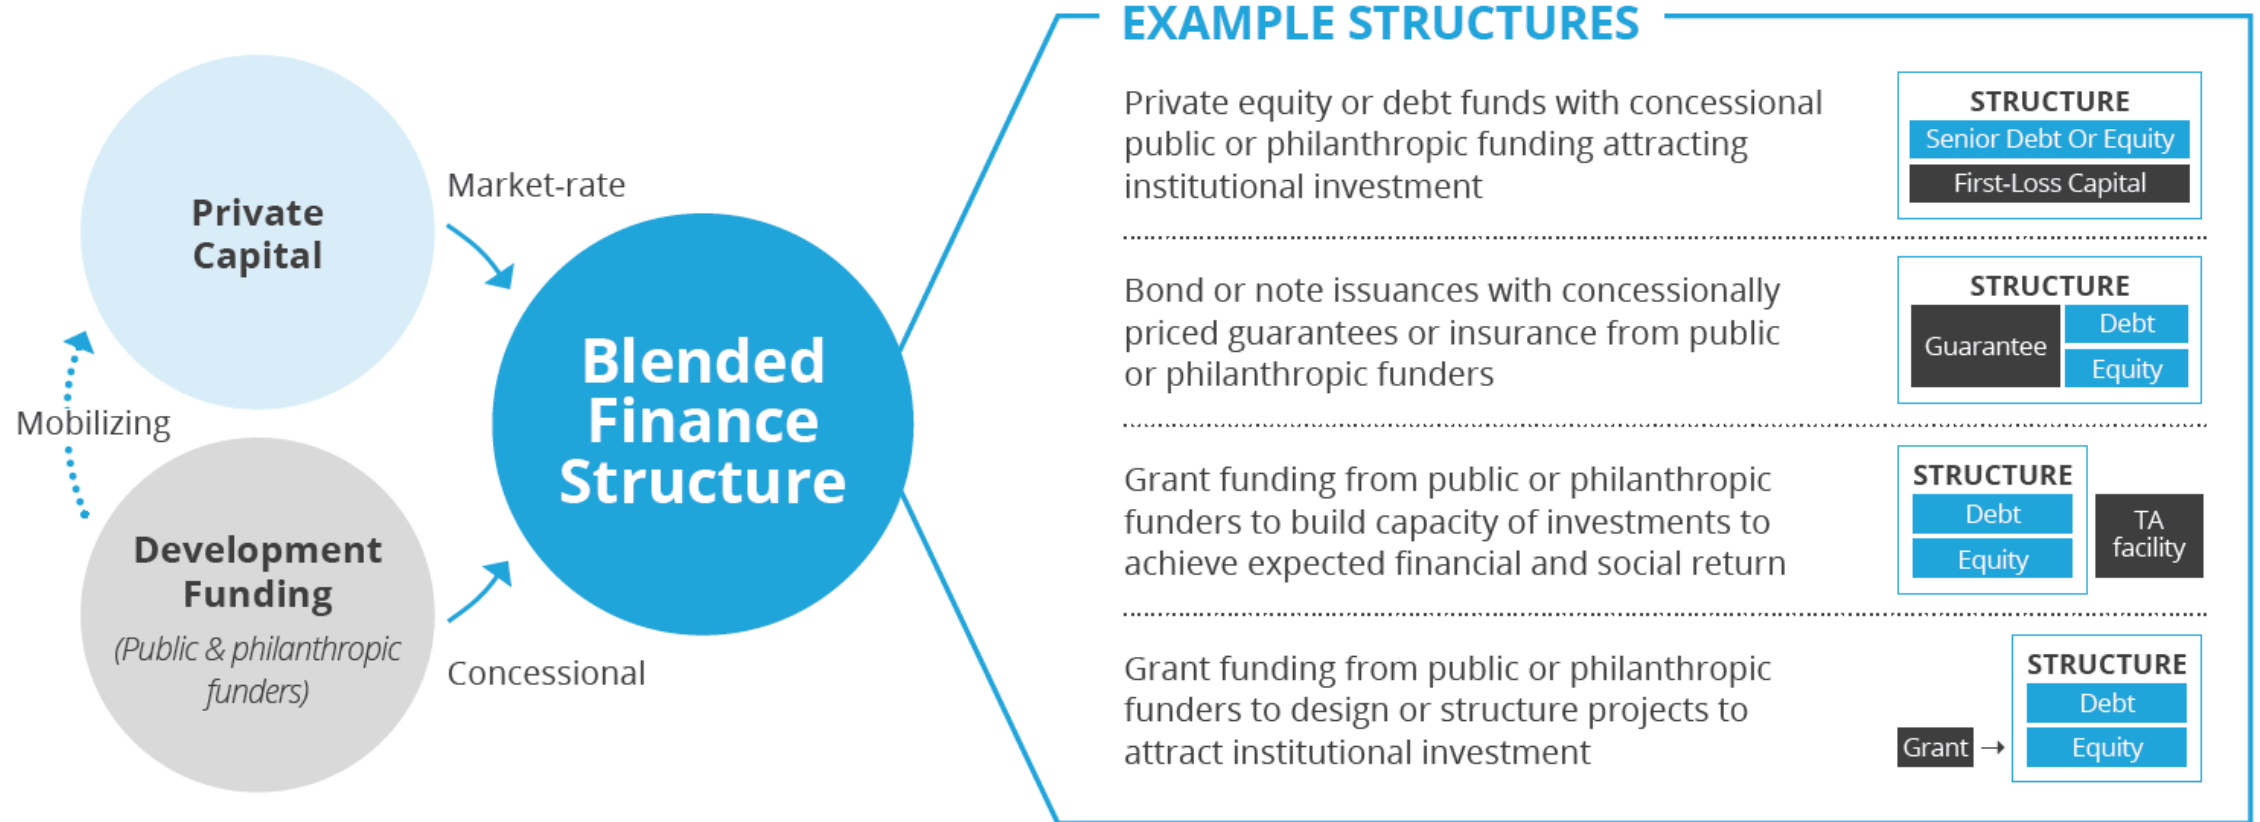 Private
Capital
Market-rate
Mobilizing
Development
Funding
(Public & philanthropic
funders)
Concessional
Blended
Finance
Structure
EXAMPLE STRUCTURES
Private equity or debt funds with concessional
public or philanthropic funding attracting
institutional investment
STRUCTURE
Senior Debt Or Equity
First-Loss Capital
Bond or note issuances with concessionally
priced guarantees or insurance from public
or philanthropic funders
STRUCTURE
Guarantee
Debt
Equity
Grant funding from public or philanthropic
funders to build capacity of investments to
achieve expected financial and social return
STRUCTURE
Debt
Equity
TA
facility
Grant funding from public or philanthropic
funders to design or structure projects to
attract institutional investment
Grant
STRUCTURE
Debt
Equity